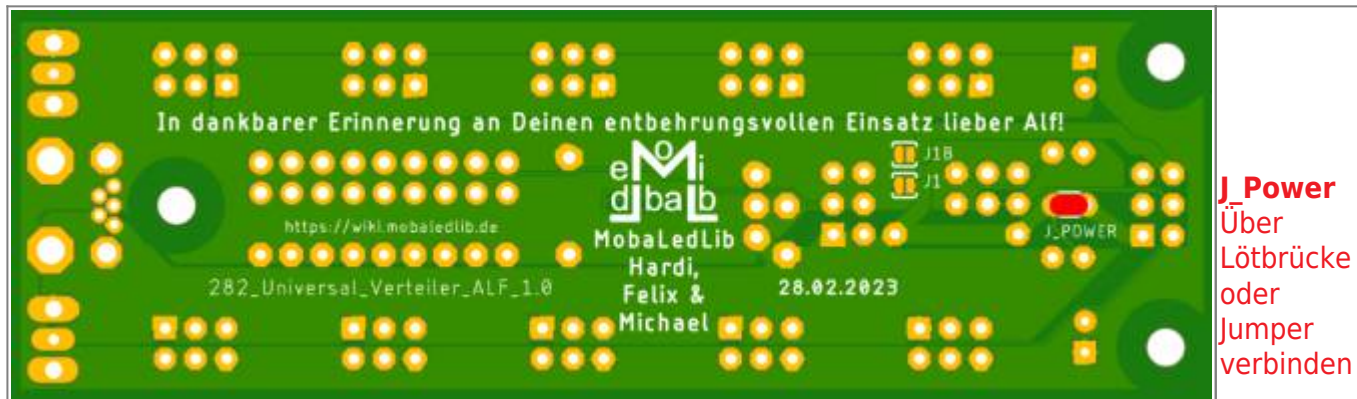 In dankbarer Erinnerung an Deinen entbehrungsvollen Einsatz lieber Alf!
J1B
J1
e M o i
d ba l b
https://wiki.mobaledlib.de
J_POWER
MobaLedLib
282_Universal_Verteiler_ALF_1.0
Hardi,
Felix &
Michael
28.02.2023
J_Power
Über
Lötbrücke
oder
Jumper
verbinden